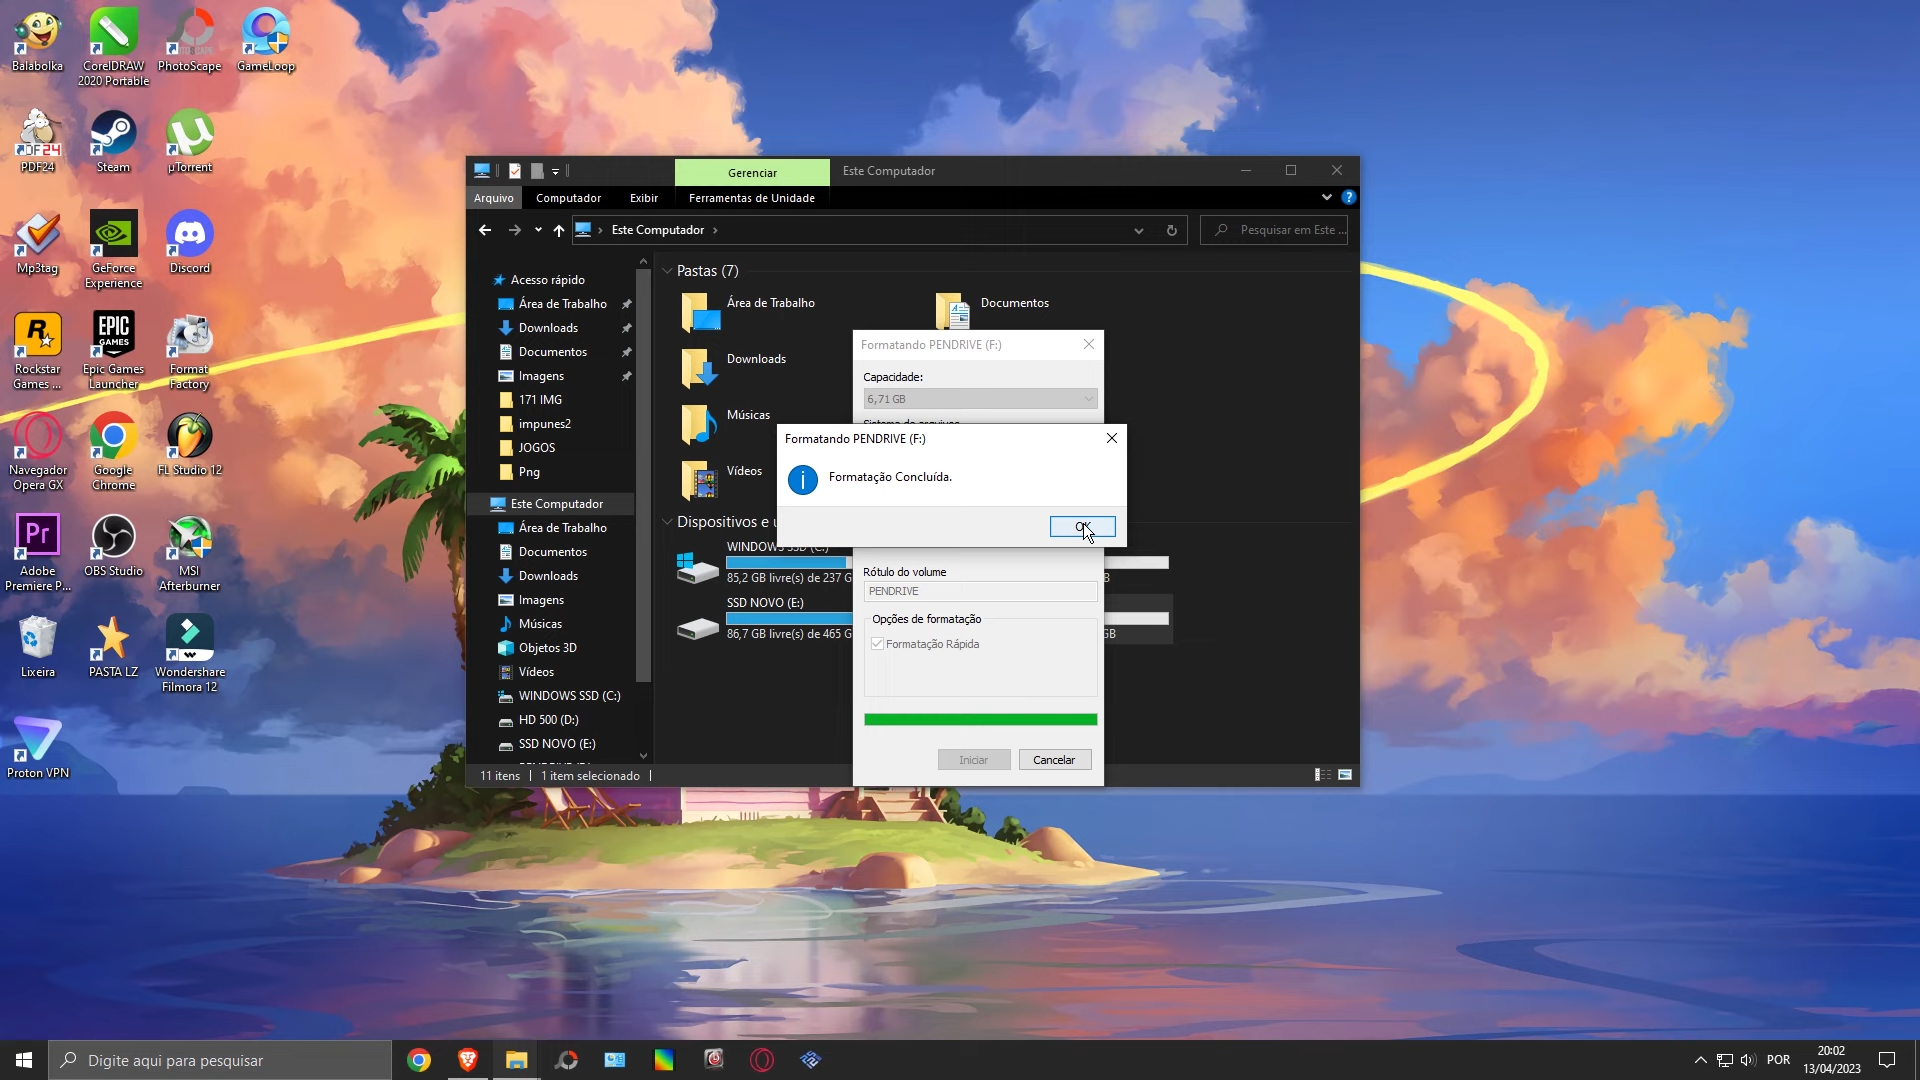 Balabolka
CorelDRAW
2020 Portable
PhotoScape
GameLoop
PDF24
Steam
µTorrent
Mp3tag
GeForce
Experience
Discord
Rockstar
Games ...
Epic Games
Launcher
Format
Factory
Navegador
Opera GX
Google
Chrome
FL Studio 12
Adobe
Premiere P...
OBS Studio
MSI
Afterburner
Lixeira
PASTA LZ
Wondershare
Filmora 12
Proton VPN
Gerenciar
Este Computador
Arquivo
Computador
Exibir
Ferramentas de Unidade
Este Computador
Pesquisar em Este ...
Acesso rápido
Área de Trabalho
Downloads
Documentos
Imagens
171 IMG
impunes2
JOGOS
Png
Este Computador
Área de Trabalho
Documentos
Downloads
Imagens
Músicas
Objetos 3D
Vídeos
WINDOWS SSD (C:)
HD 500 (D:)
SSD NOVO (E:)
Pastas (7)
Área de Trabalho
Documentos
Downloads
Músicas
Vídeos
Dispositivos e
WINDOWS SSD (C:)
85,2 GB livre(s) de 237 G
SSD NOVO (E:)
86,7 GB livre(s) de 465 G
GB
11 itens
1 item selecionado
Formatando PENDRIVE (F:)
Capacidade:
6,71 GB
Formatando PENDRIVE (F:)
Formatação Concluída.
OK
Rótulo do volume
PENDRIVE
Opções de formatação
Formatação Rápida
Iniciar
Cancelar
Digite aqui para pesquisar
POR
20:02
13/04/2023